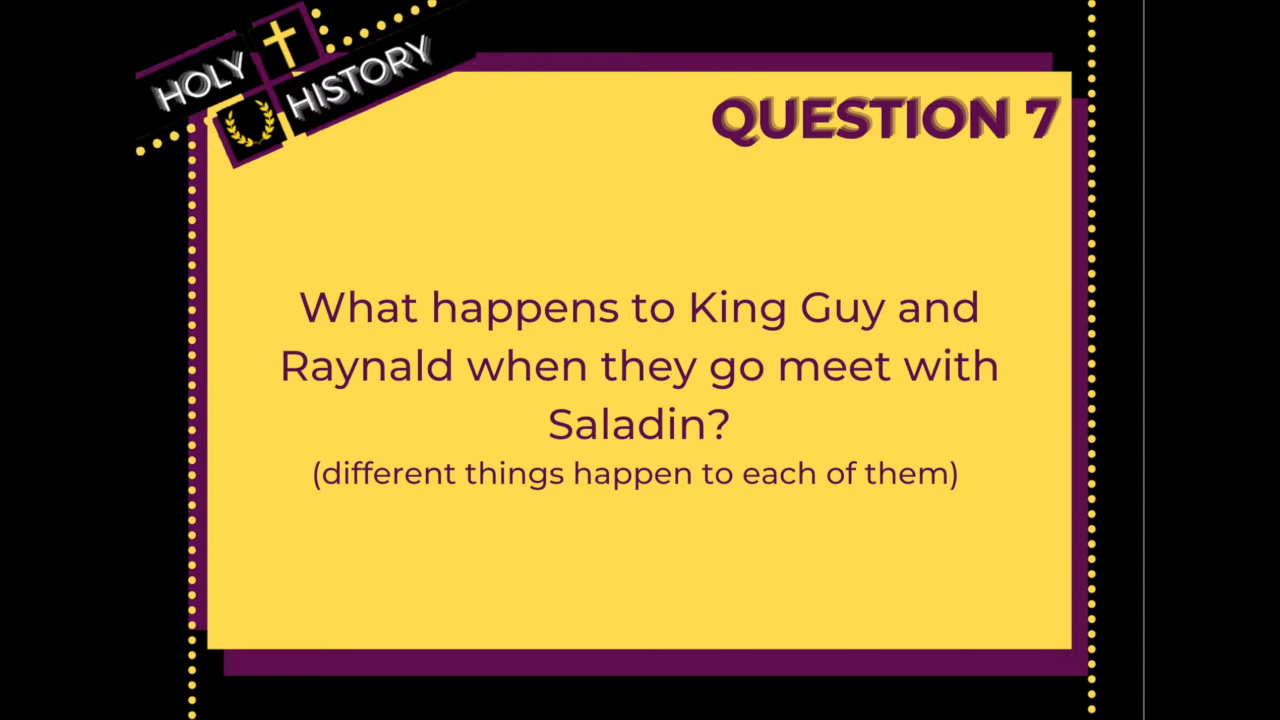 HOLY
HISTORY
QUESTION 7
What happens to King Guy and
Raynald when they go meet with
Saladin?
(different things happen to each of them)